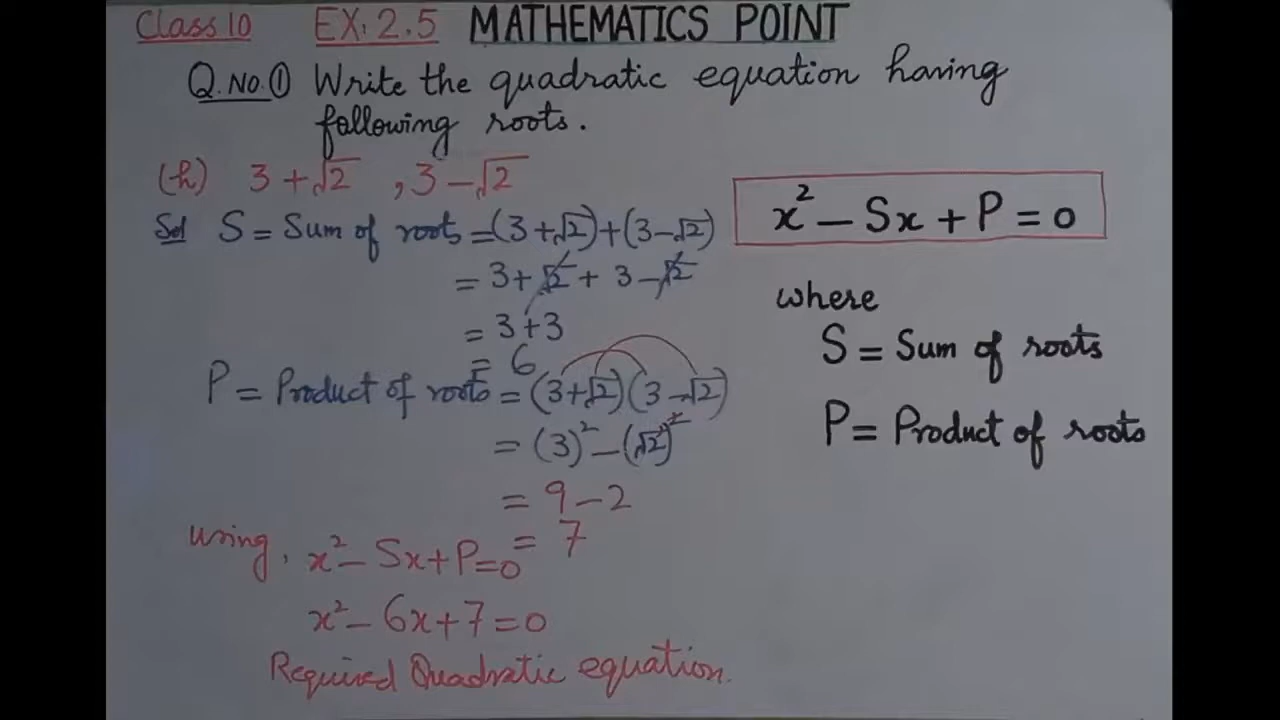 Class 10 EX. 2.5 MATHEMATICS POINT
Q.NO.① Write the quadratic equation having
following roots.
(h) 3 + √2 , 3 - √2
Sol S = Sum of roots = (3 + √2) + (3 - √2)
= 3 + √2 + 3 - √2
= 3 + 3
= 6
P = Product of roots = (3 + √2)(3 - √2)
= (3)² - (√2)²
= 9 - 2
= 7
using, x² - Sx + P = 0
x² - 6x + 7 = 0
Required Quadratic equation.
x² - Sx + P = 0
where
S = Sum of roots
P = Product of roots